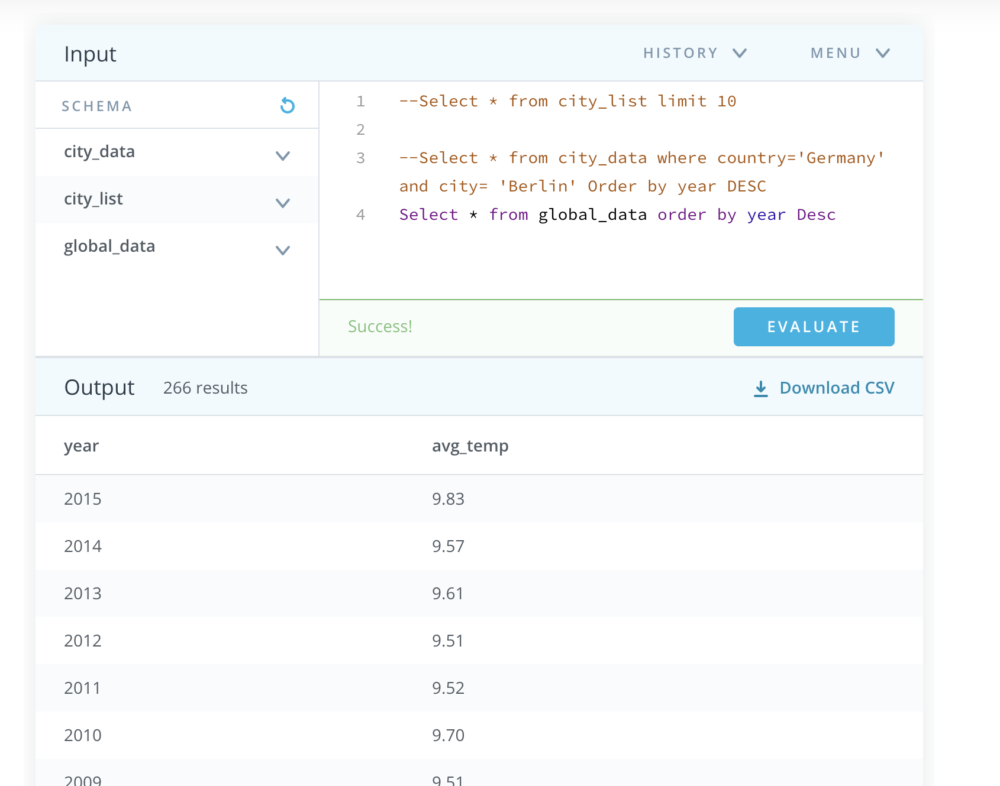 Input
HISTORY
MENU
SCHEMA
city_data
city_list
global_data
1 --Select * from city_list limit 10
2
3 --Select * from city_data where country='Germany'
and city= 'Berlin' Order by year DESC
4 Select * from global_data order by year Desc
Success!
EVALUATE
Output 266 results
Download CSV
year avg_temp
2015 9.83
2014 9.57
2013 9.61
2012 9.51
2011 9.52
2010 9.70
2009 9.51